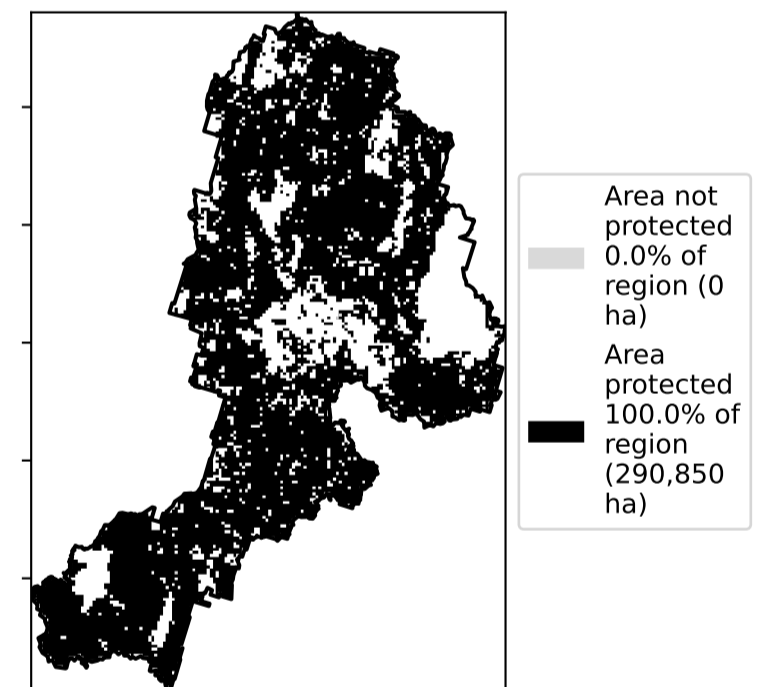 Area not
protected
0.0% of
region (0
ha)
Area
protected
100.0% of
region
(290,850
ha)